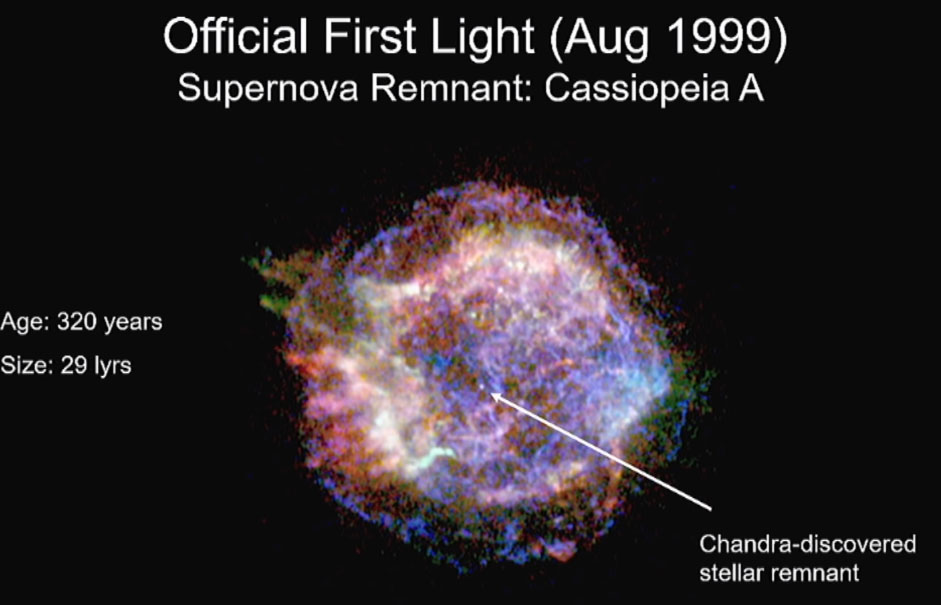 Official First Light (Aug 1999)
Supernova Remnant: Cassiopeia A
Age: 320 years
Size: 29 lyrs
Chandra-discovered
stellar remnant